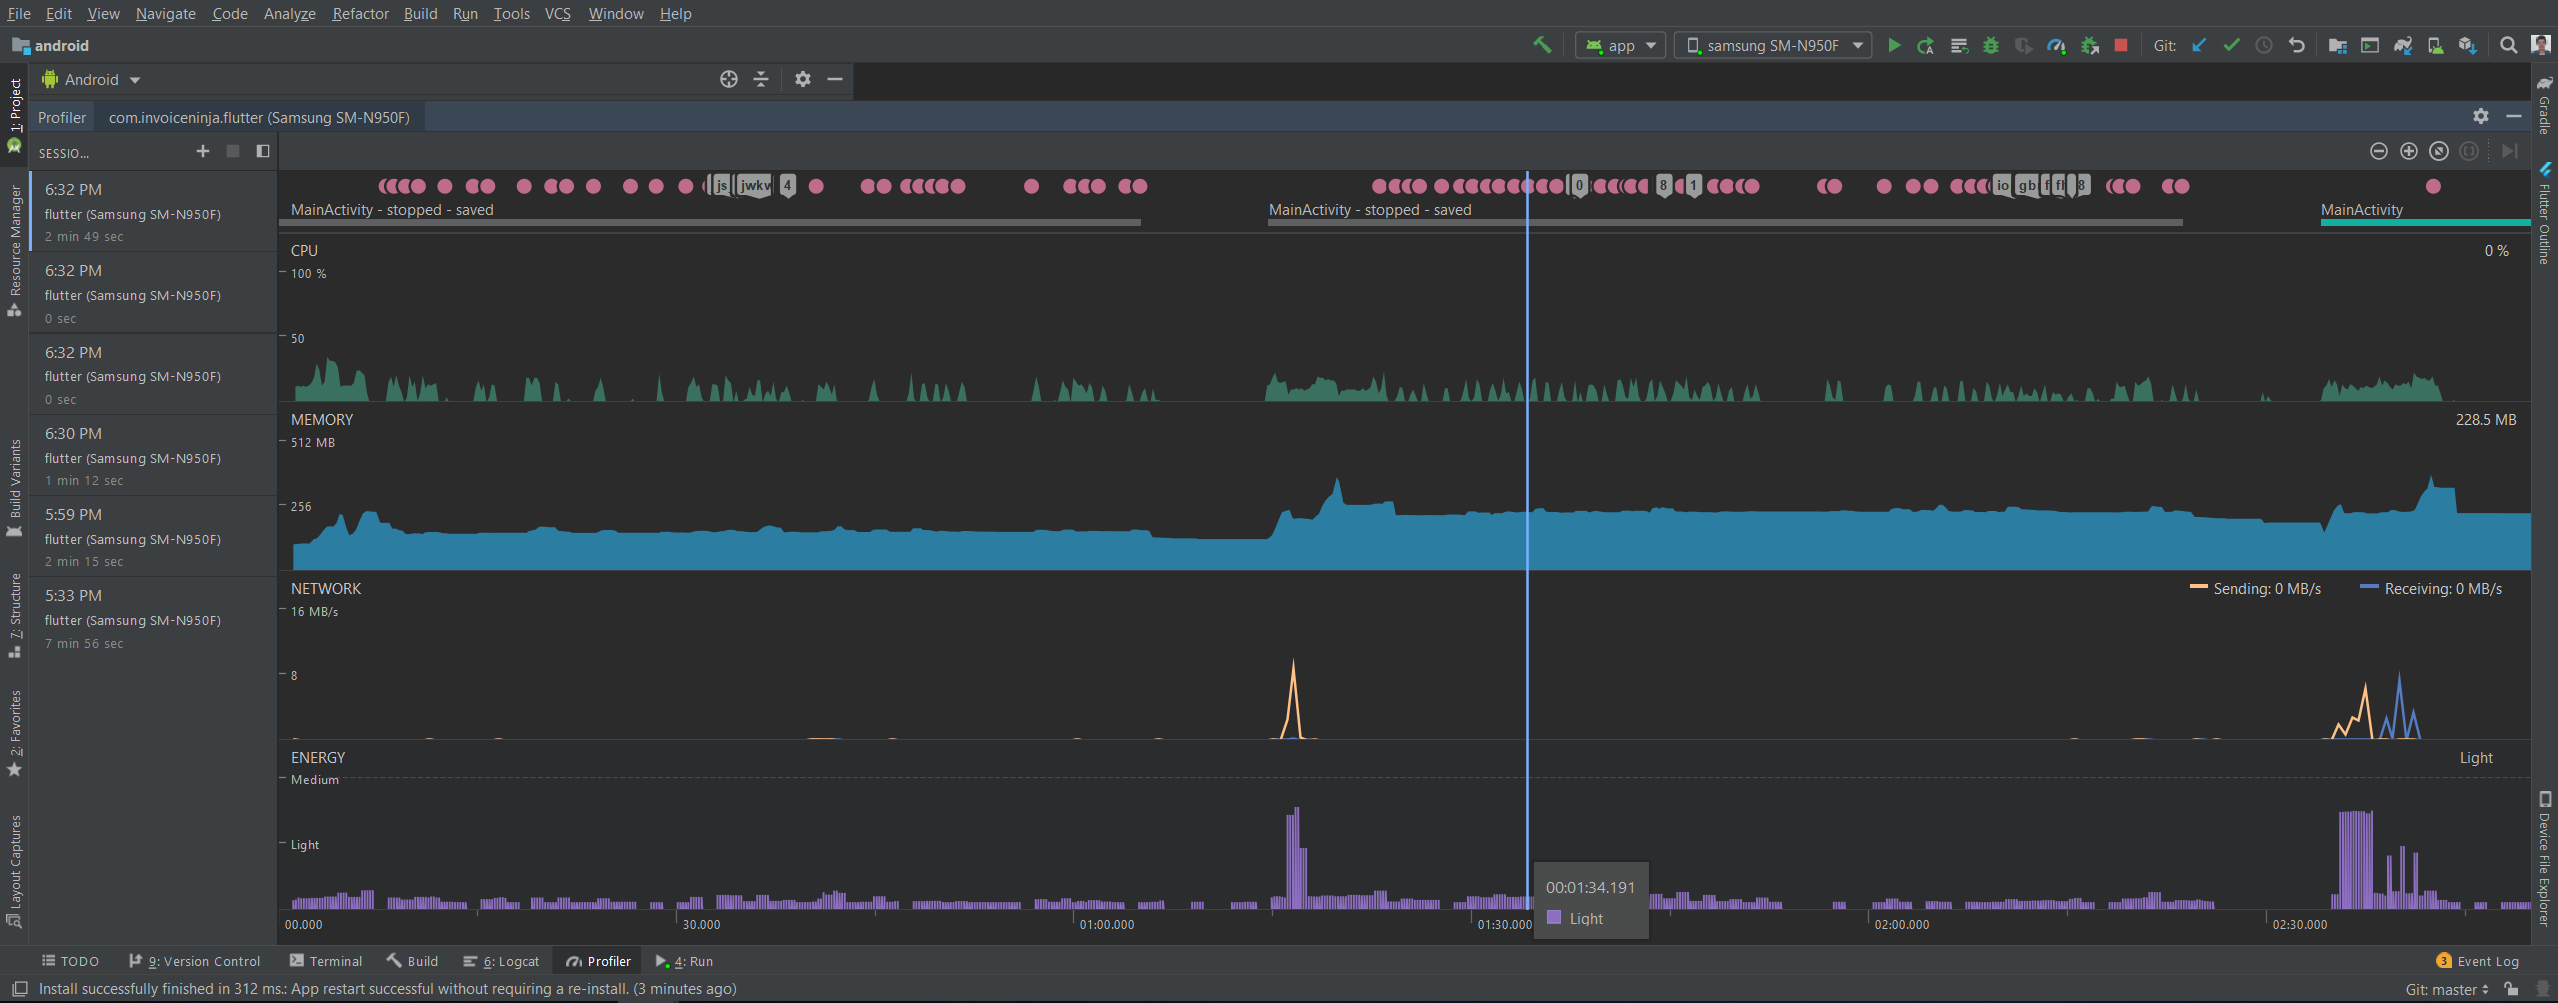 File Edit View Navigate Code Analyze Refactor Build Run Tools VCS Window Help
android
app
samsung SM-N950F
Git:
Android
Profiler com.invoiceninja.flutter (Samsung SM-N950F)
SESSIO...
6:32 PM
flutter (Samsung SM-N950F)
2 min 49 sec
6:32 PM
flutter (Samsung SM-N950F)
0 sec
6:32 PM
flutter (Samsung SM-N950F)
0 sec
6:30 PM
flutter (Samsung SM-N950F)
1 min 12 sec
5:59 PM
flutter (Samsung SM-N950F)
2 min 15 sec
5:33 PM
flutter (Samsung SM-N950F)
7 min 56 sec
1: Project
Resource Manager
Build Variants
7: Structure
2: Favorites
Layout Captures
js jwkv 4 0 8 1 io gb 8
MainActivity - stopped - saved
MainActivity - stopped - saved
MainActivity
CPU
0 %
100 %
50
MEMORY
228.5 MB
512 MB
256
NETWORK
Sending: 0 MB/s
Receiving: 0 MB/s
16 MB/s
8
ENERGY
Light
Medium
Light
00:01:34.191
Light
00.000 30.000 01:00.000 01:30.000 02:00.000 02:30.000
Gradle
Flutter Outline
Device File Explorer
TODO 9: Version Control Terminal Build 6: Logcat Profiler 4: Run
3 Event Log
Install successfully finished in 312 ms.: App restart successful without requiring a re-install. (3 minutes ago)
Git: master